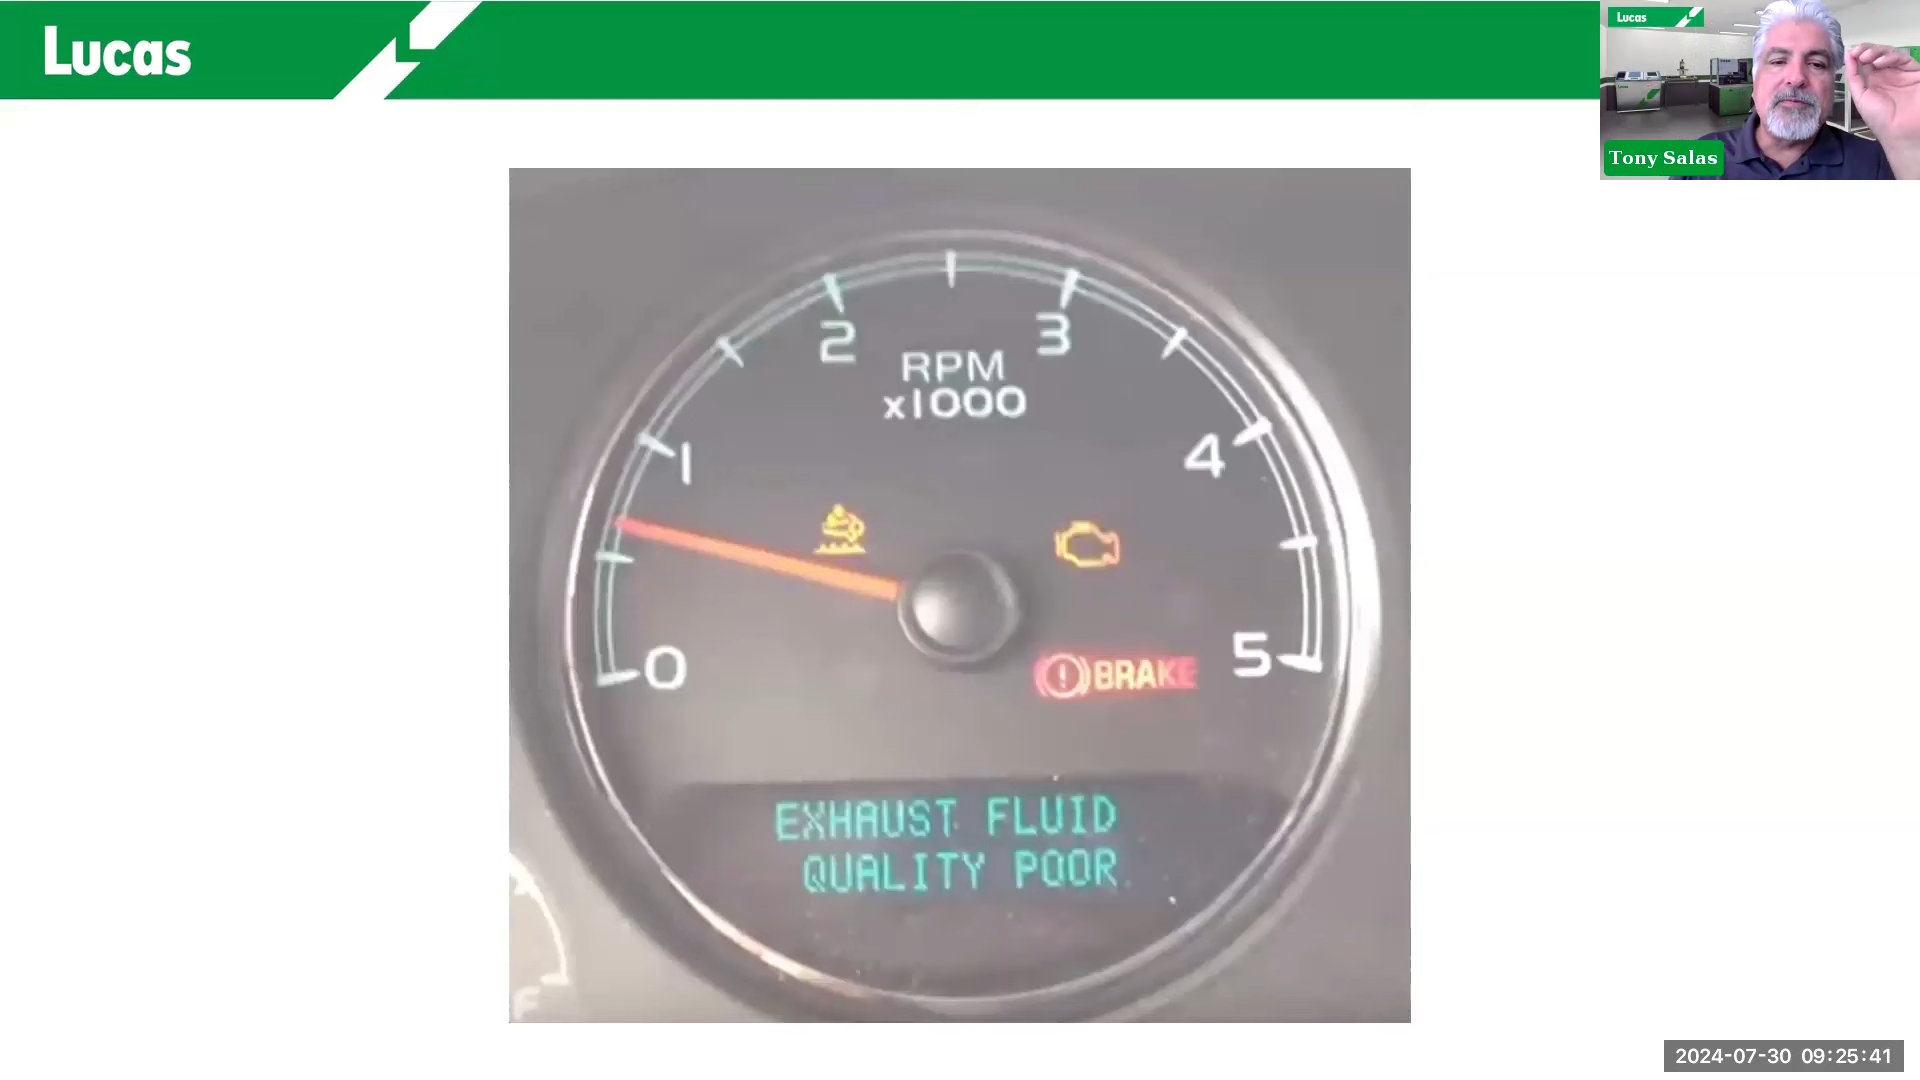 Lucas
Lucas
Tony Salas
2
3
RPM
x1000
1
4
0
5
BRAKE
EXHAUST FLUID
QUALITY POOR
F
2024-07-30 09:25:41